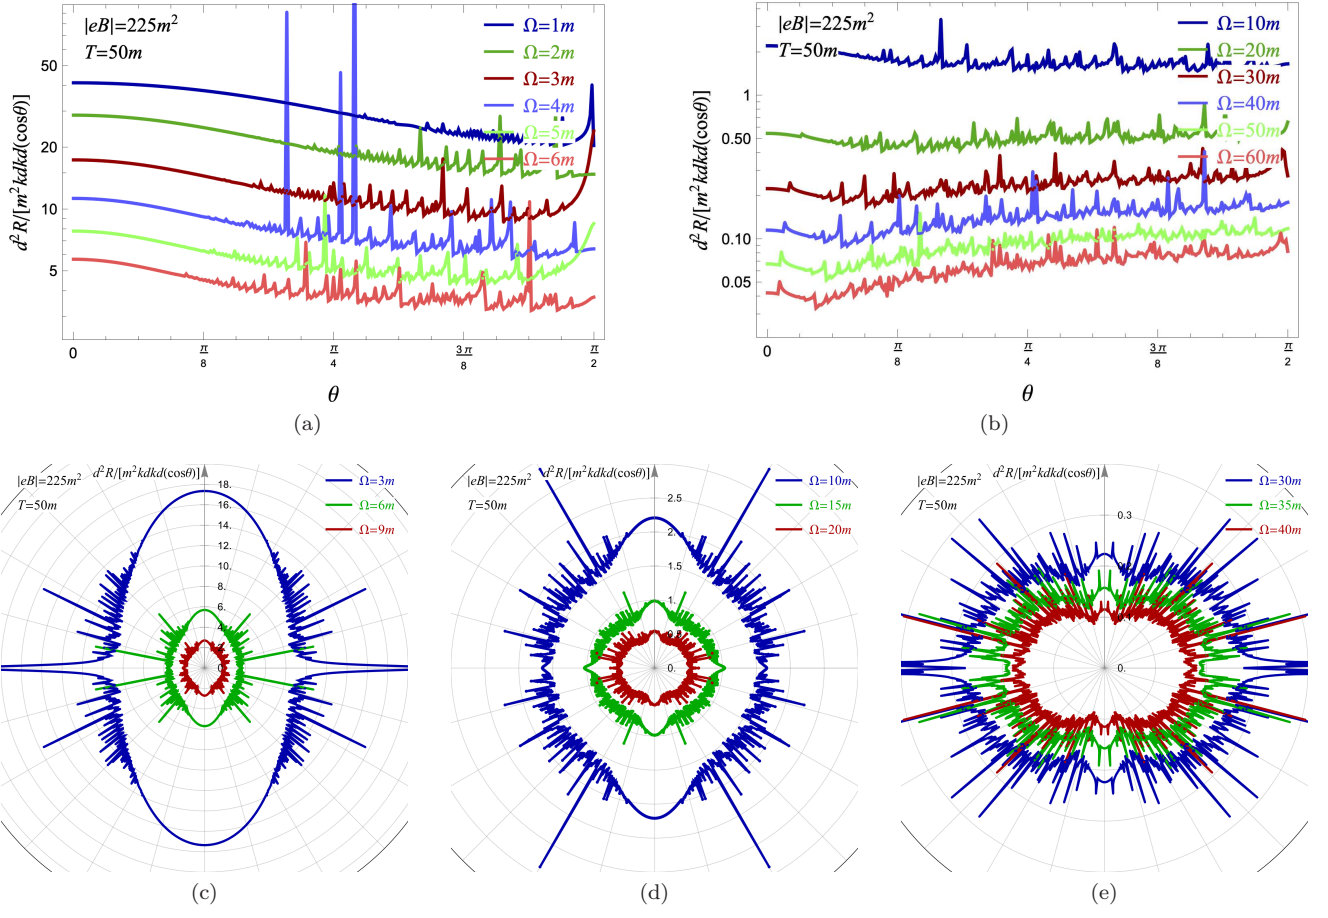 |eB|=225m²
T=50m
Ω=1m
Ω=2m
Ω=3m
Ω=4m
Ω=5m
Ω=6m
50
20
10
5
d²R/[m²kdkd(cosθ)]
0
π/8
π/4
3π/8
π/2
θ
(a)
|eB|=225m²
T=50m
Ω=10m
Ω=20m
Ω=30m
Ω=40m
Ω=50m
Ω=60m
1
0.50
0.10
0.05
d²R/[m²kdkd(cosθ)]
0
π/8
π/4
3π/8
π/2
θ
(b)
d²R/[m²kdkd(cosθ)]
|eB|=225m²
T=50m
Ω=3m
Ω=6m
Ω=9m
18.
16.
14.
12.
10.
8.
6.
4.
2.
0.
(c)
d²R/[m²kdkd(cosθ)]
|eB|=225m²
T=50m
Ω=10m
Ω=15m
Ω=20m
2.5
2.
1.5
1.
0.
(d)
d²R/[m²kdkd(cosθ)]
|eB|=225m²
T=50m
Ω=30m
Ω=35m
Ω=40m
0.3
0.
(e)